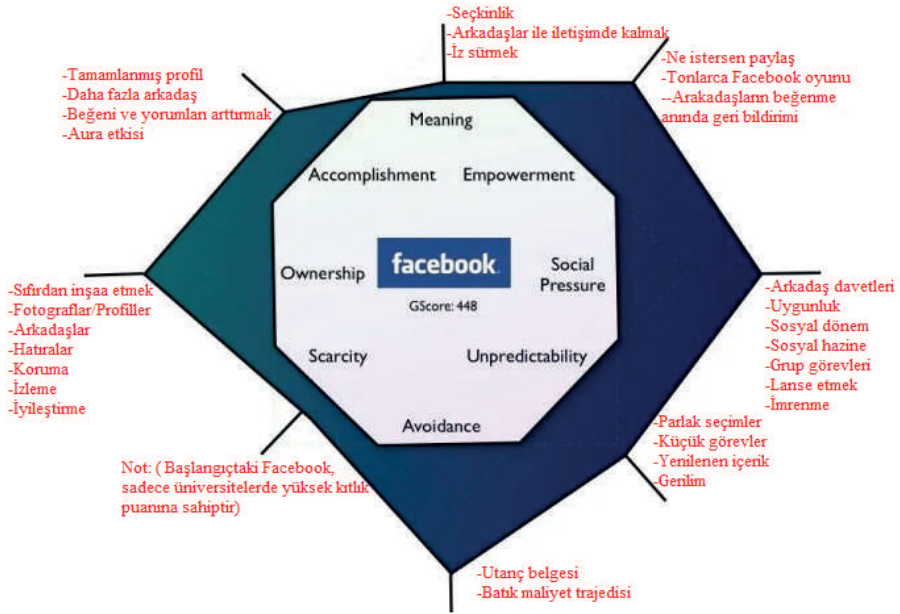 -Seçkinlik
-Arkadaşlar ile iletişimde kalmak
-İz sürmek
-Ne istersen paylaş
-Tonlarca Facebook oyunu
--Arakadaşların beğenme
anında geri bildirimi
-Tamamlanmış profil
-Daha fazla arkadaş
-Beğeni ve yorumları arttırmak
-Aura etkisi
Meaning
Accomplishment
Empowerment
Ownership
facebook
Social
Pressure
GScore: 448
Scarcity
Unpredictability
Avoidance
-Sıfırdan inşaa etmek
-Fotograflar/Profiller
-Arkadaşlar
-Hatıralar
-Koruma
-İzleme
-İyileştirme
-Arkadaş davetleri
-Uygunluk
-Sosyal dönem
-Sosyal hazine
-Grup görevleri
-Lanse etmek
-İmrenme
-Parlak seçimler
-Küçük görevler
-Yenilenen içerik
-Gerilim
Not: ( Başlangıçtaki Facebook,
sadece üniversitelerde yüksek kıtlık
puanına sahiptir)
-Utanç belgesi
-Batık maliyet trajedisi